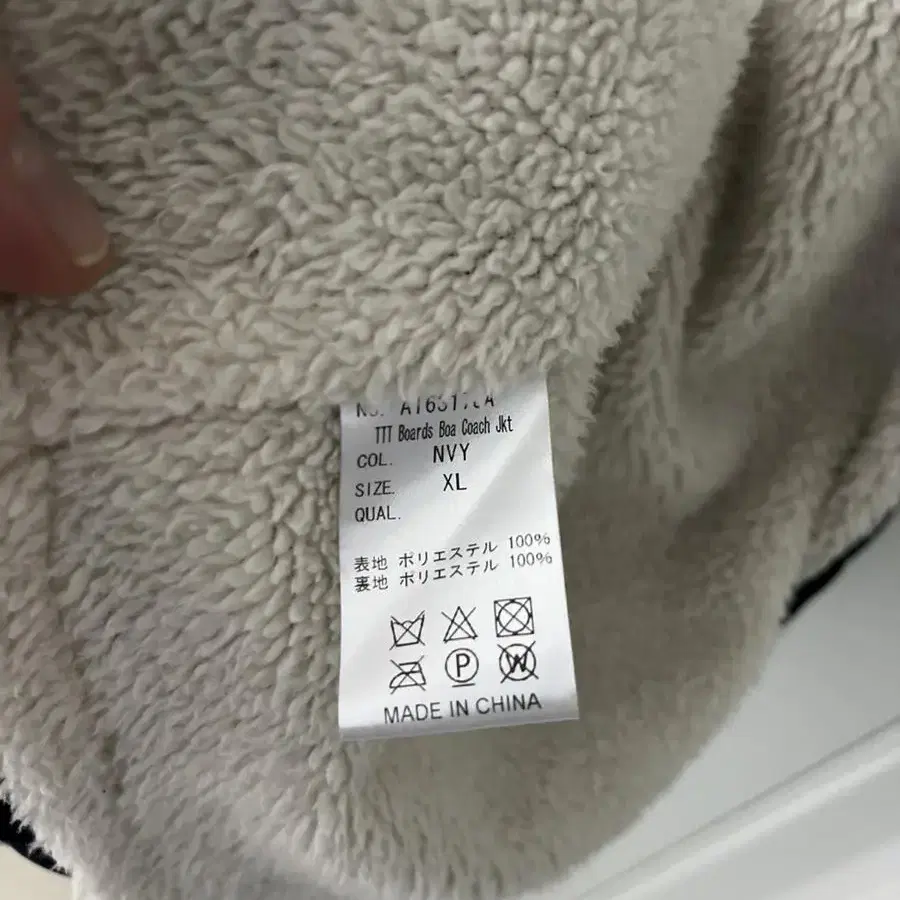 TTT Boards Boa Coach Jkt
COL. NVY
SIZE. XL
QUAL.
表地 ポリエステル 100%
裏地 ポリエステル 100%
P
W
MADE IN CHINA